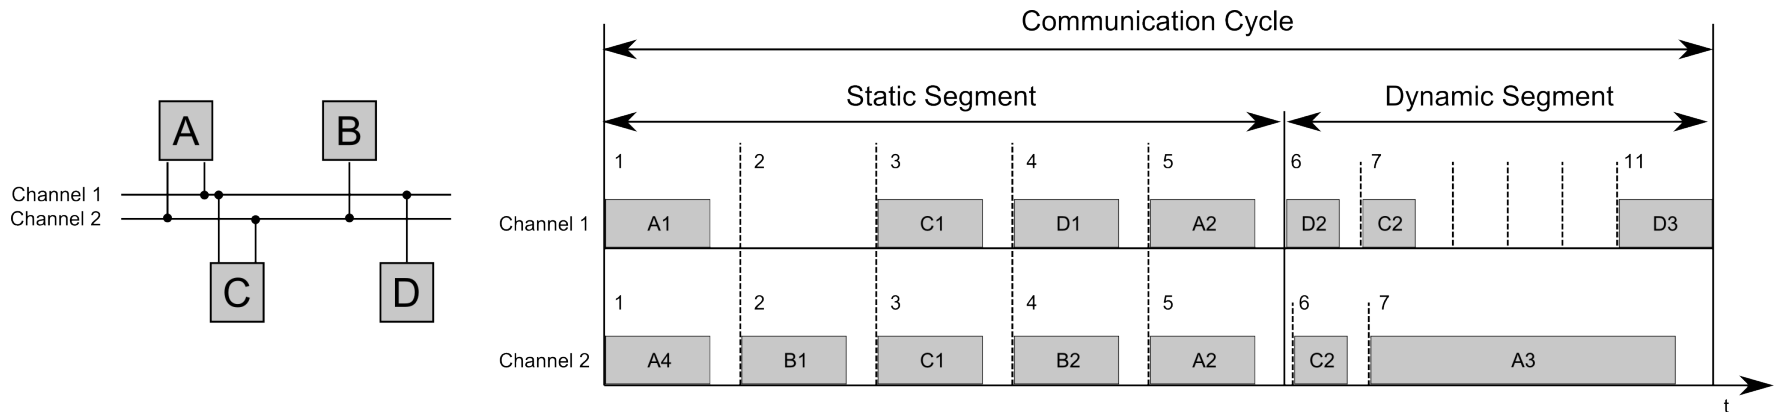 Communication Cycle
Static Segment
Dynamic Segment
A
B
Channel 1
Channel 2
C
D
1
2
3
4
5
6
7
11
Channel 1
A1
C1
D1
A2
D2
C2
D3
1
2
3
4
5
6
7
Channel 2
A4
B1
C1
B2
A2
C2
A3
t